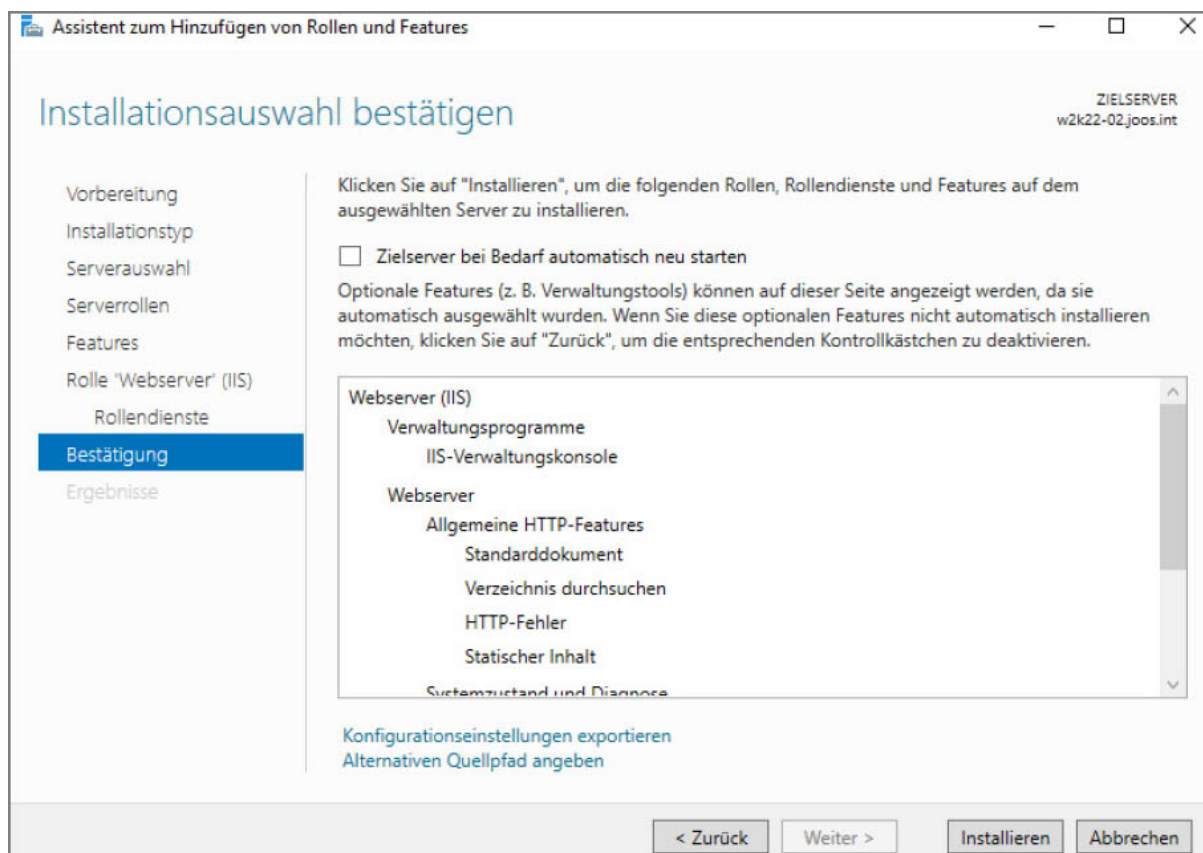 Assistent zum Hinzufügen von Rollen und Features
Installationsauswahl bestätigen
ZIELSERVER
w2k22-02.joos.int
Vorbereitung
Installationstyp
Serverauswahl
Serverrollen
Features
Rolle "Webserver" (IIS)
Rollendienste
Bestätigung
Ergebnisse
Klicken Sie auf "Installieren", um die folgenden Rollen, Rollendienste und Features auf dem
ausgewählten Server zu installieren.
Zielserver bei Bedarf automatisch neu starten
Optionale Features (z. B. Verwaltungstools) können auf dieser Seite angezeigt werden, da sie
automatisch ausgewählt wurden. Wenn Sie diese optionalen Features nicht automatisch installieren
möchten, klicken Sie auf "Zurück", um die entsprechenden Kontrollkästchen zu deaktivieren.
Webserver (IIS)
Verwaltungsprogramme
IIS-Verwaltungskonsole
Webserver
Allgemeine HTTP-Features
Standarddokument
Verzeichnis durchsuchen
HTTP-Fehler
Statischer Inhalt
Systemzustand und Diagnose
Konfigurationseinstellungen exportieren
Alternativen Quellpfad angeben
< Zurück
Weiter >
Installieren
Abbrechen